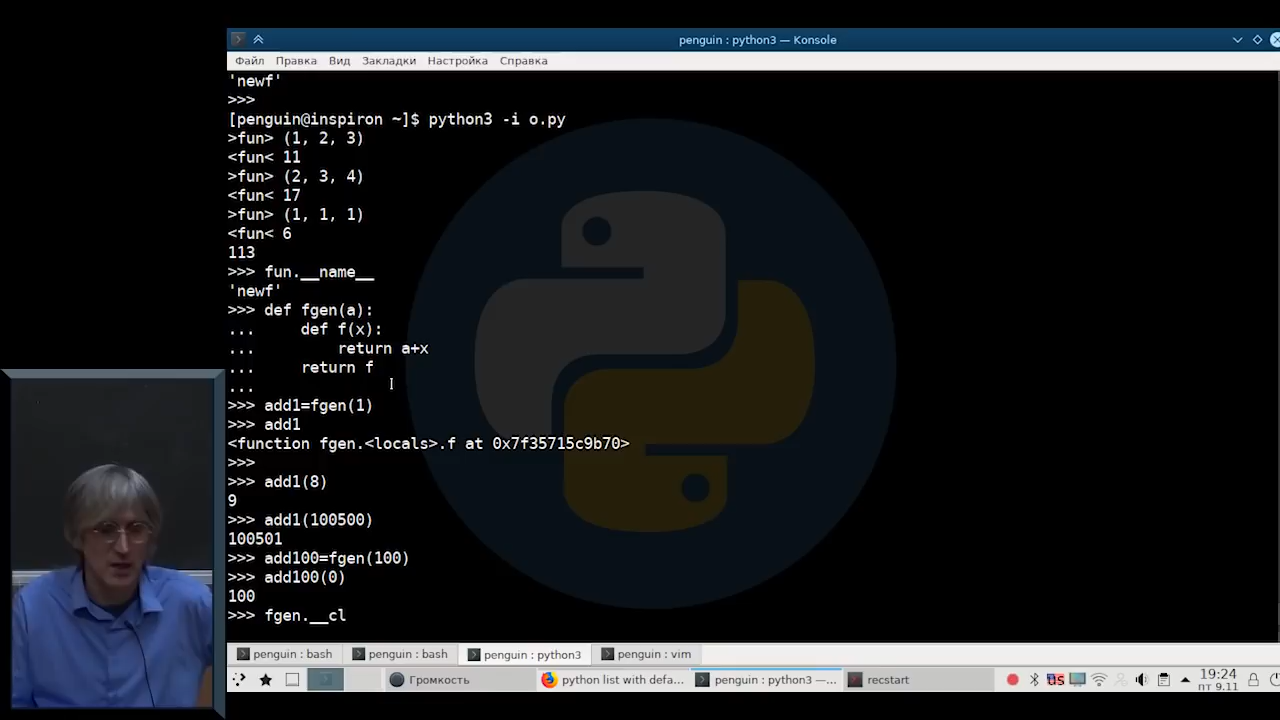 penguin : python3 — Konsole
Файл Правка Вид Закладки Настройка Справка
'newf'
>>>
[penguin@inspiron ~]$ python3 -i o.py
>fun> (1, 2, 3)
<fun< 11
>fun> (2, 3, 4)
<fun< 17
>fun> (1, 1, 1)
<fun< 6
113
>>> fun.__name__
'newf'
>>> def fgen(a):
...     def f(x):
...         return a+x
...     return f
...
>>> add1=fgen(1)
>>> add1
<function fgen.<locals>.f at 0x7f35715c9b70>
>>>
>>> add1(8)
9
>>> add1(100500)
100501
>>> add100=fgen(100)
>>> add100(0)
100
>>> fgen.__cl
penguin : bash penguin : bash penguin : python3 penguin : vim
Громкость python list with defa... penguin : python3 —... recstart US 19:24
пт 9.11